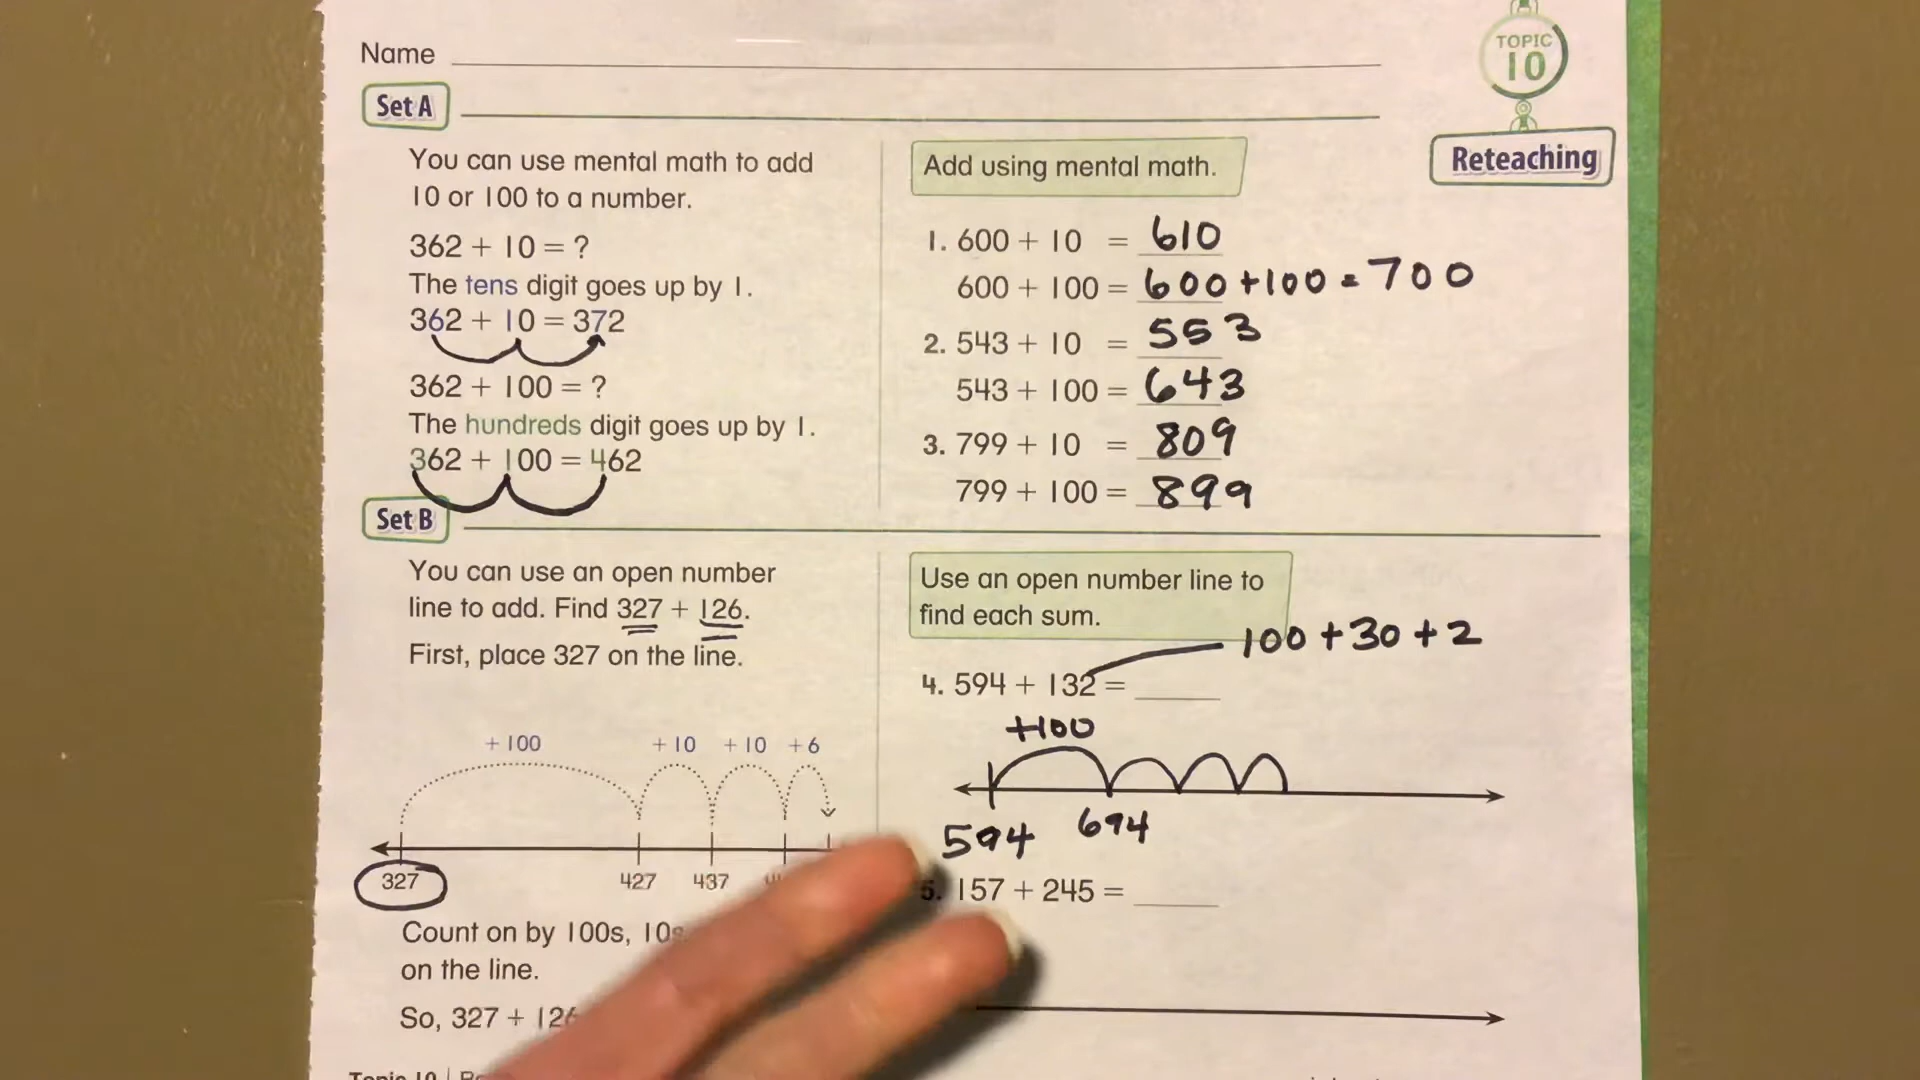 Name
TOPIC
10
Set A
Reteaching
You can use mental math to add
10 or 100 to a number.
362 + 10 = ?
The tens digit goes up by 1.
362 + 10 = 372
362 + 100 = ?
The hundreds digit goes up by 1.
362 + 100 = 462
Add using mental math.
1. 600 + 10 = 610
600 + 100 = 600 +100 = 700
2. 543 + 10 = 553
543 + 100 = 643
3. 799 + 10 = 809
799 + 100 = 899
Set B
You can use an open number
line to add. Find 327 + 126.
First, place 327 on the line.
+ 100 + 10 + 10 + 6
327 427 437
Count on by 100s, 10s
on the line.
So, 327 + 126
Topic 10
Use an open number line to
find each sum.
100 + 30 + 2
4. 594 + 132 =
+100
594 694
5. 157 + 245 =